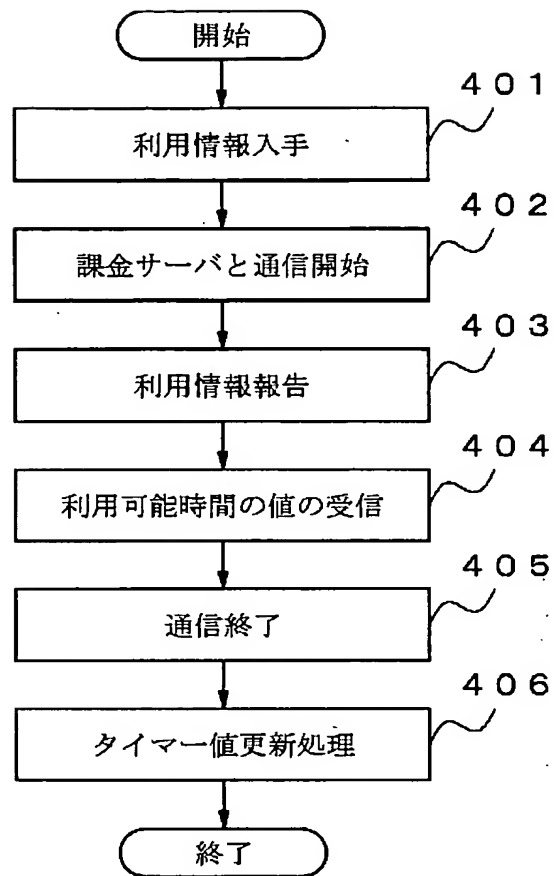 開始
401
利用情報入手
402
課金サーバと通信開始
403
利用情報報告
404
利用可能時間の値の受信
405
通信終了
406
タイマー値更新処理
終了